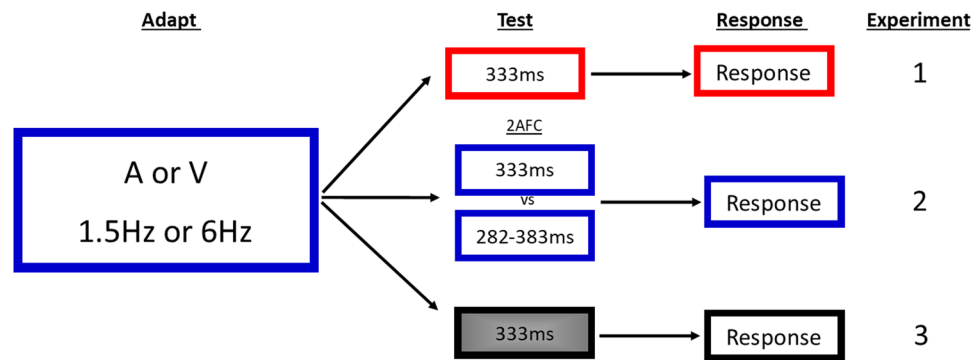 Adapt Test Response Experiment
333ms Response 1
2AFC
A or V
1.5Hz or 6Hz
333ms
vs
282-383ms
Response 2
333ms Response 3